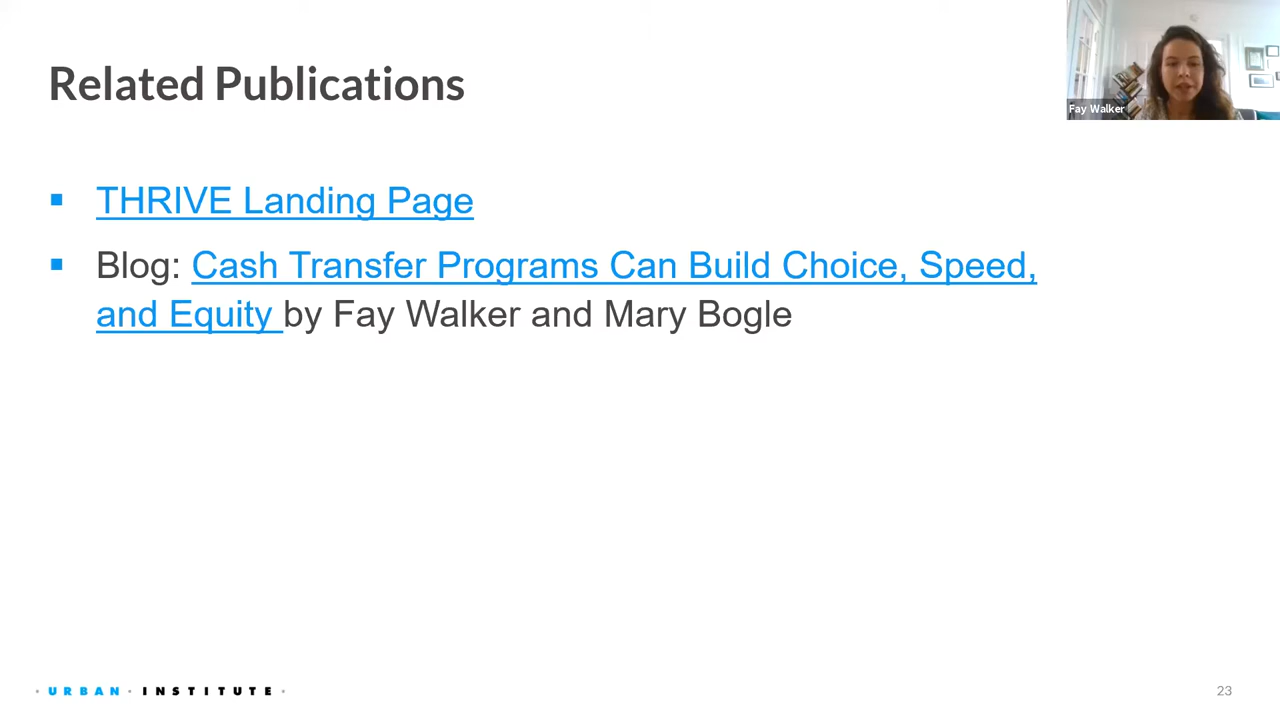 Related Publications
Fay Walker
THRIVE Landing Page
Blog: Cash Transfer Programs Can Build Choice, Speed,
and Equity by Fay Walker and Mary Bogle
URBAN · INSTITUTE
23